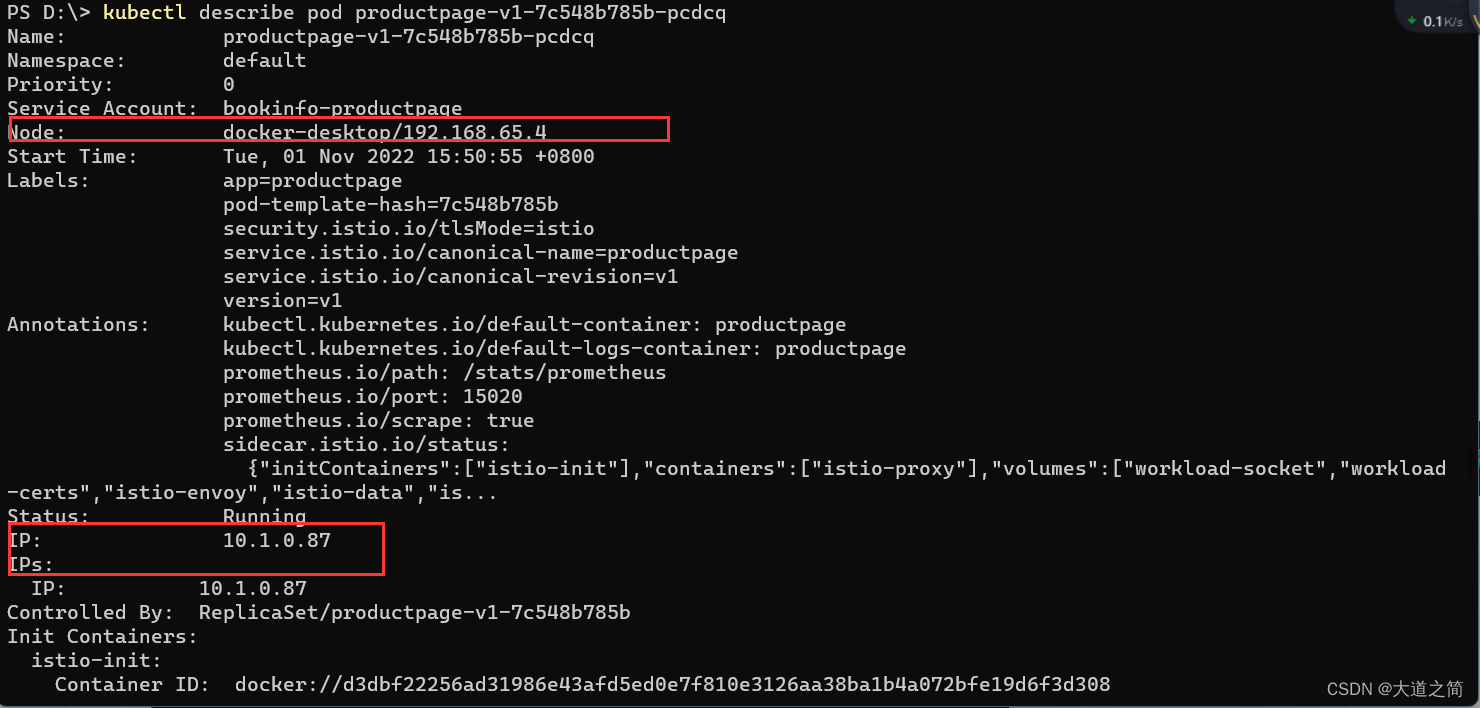 PS D:\> kubectl describe pod productpage-v1-7c548b785b-pcdcq
0.1K/s
Name: productpage-v1-7c548b785b-pcdcq
Namespace: default
Priority: 0
Service Account: bookinfo-productpage
Node: docker-desktop/192.168.65.4
Start Time: Tue, 01 Nov 2022 15:50:55 +0800
Labels: app=productpage
pod-template-hash=7c548b785b
security.istio.io/tlsMode=istio
service.istio.io/canonical-name=productpage
service.istio.io/canonical-revision=v1
version=v1
Annotations: kubectl.kubernetes.io/default-container: productpage
kubectl.kubernetes.io/default-logs-container: productpage
prometheus.io/path: /stats/prometheus
prometheus.io/port: 15020
prometheus.io/scrape: true
sidecar.istio.io/status:
{"initContainers":["istio-init"],"containers":["istio-proxy"],"volumes":["workload-socket","workload
-certs","istio-envoy","istio-data","is...
Status: Running
IP: 10.1.0.87
IPs:
IP: 10.1.0.87
Controlled By: ReplicaSet/productpage-v1-7c548b785b
Init Containers:
istio-init:
Container ID: docker://d3dbf22256ad31986e43afd5ed0e7f810e3126aa38ba1b4a072bfe19d6f3d308
CSDN @大道之简